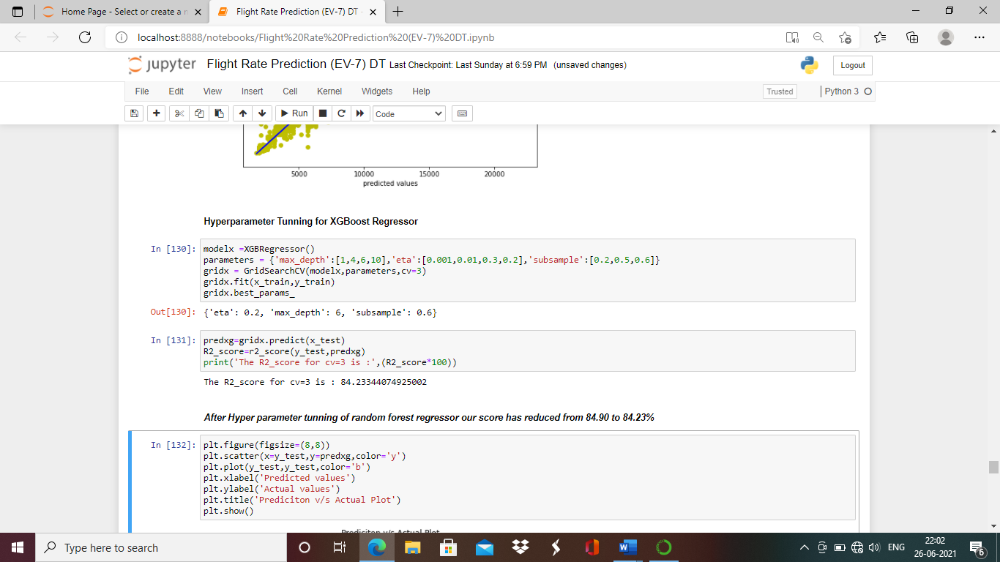 Home Page - Select or create a n
Flight Rate Prediction (EV-7) DT -
localhost:8888/notebooks/Flight%20Rate%20Prediction%20(EV-7)%20DT.ipynb
jupyter Flight Rate Prediction (EV-7) DT Last Checkpoint: Last Sunday at 6:59 PM (unsaved changes)
Logout
File Edit View Insert Cell Kernel Widgets Help
Trusted
Python 3
Run
Code
5000 10000 15000 20000
predicted values
Hyperparameter Tunning for XGBoost Regressor
In [130]: modelx =XGBRegressor()
parameters = {'max_depth':[1,4,6,10],'eta':[0.001,0.01,0.3,0.2],'subsample':[0.2,0.5,0.6]}
gridx = GridSearchCV(modelx,parameters,cv=3)
gridx.fit(x_train,y_train)
gridx.best_params_
Out[130]: {'eta': 0.2, 'max_depth': 6, 'subsample': 0.6}
In [131]: predxg=gridx.predict(x_test)
R2_score=r2_score(y_test,predxg)
print('The R2_score for cv=3 is :',(R2_score*100))
The R2_score for cv=3 is : 84.23344074925002
After Hyper parameter tunning of random forest regressor our score has reduced from 84.90 to 84.23%
In [132]: plt.figure(figsize=(8,8))
plt.scatter(x=y_test,y=predxg,color='y')
plt.plot(y_test,y_test,color='b')
plt.xlabel('Predicted values')
plt.ylabel('Actual values')
plt.title('Prediciton v/s Actual Plot')
plt.show()
Prediciton v/s Actual Plot
Type here to search
ENG
22:02
26-06-2021
6